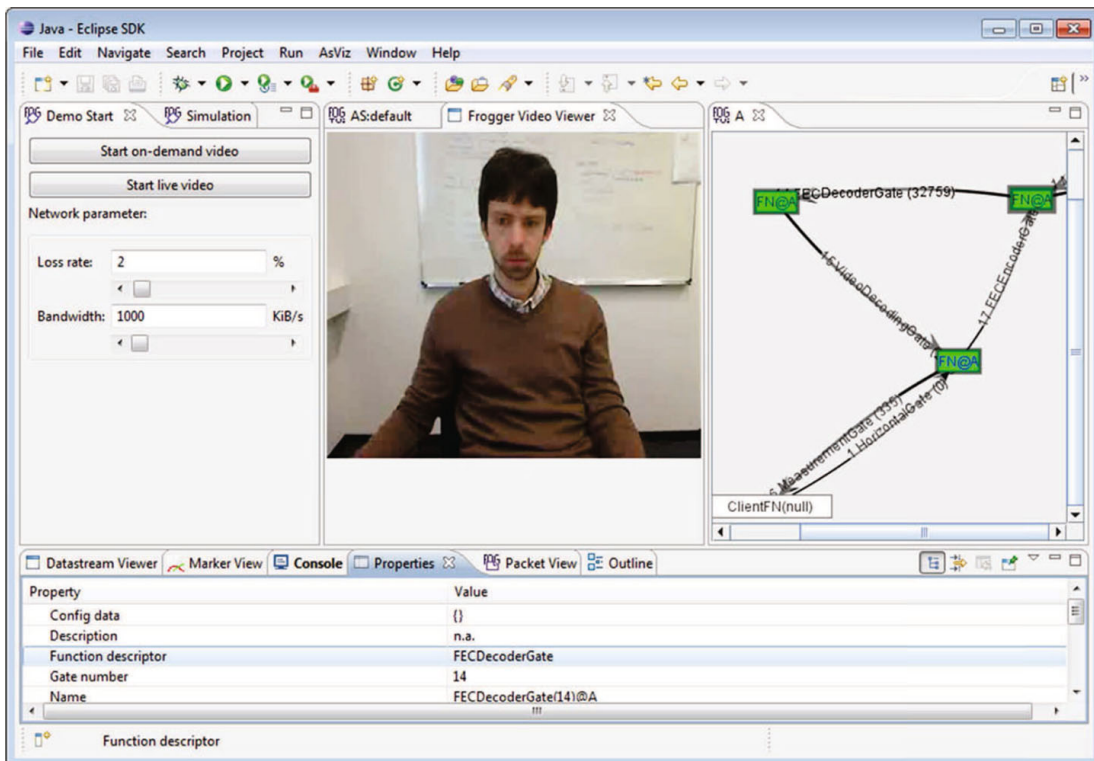 Java - Eclipse SDK
File Edit Navigate Search Project Run AsViz Window Help
Demo Start
Simulation
AS:default
Frogger Video Viewer
A
Start on-demand video
Start live video
Network parameter:
Loss rate: 2 %
Bandwidth: 1000 KiB/s
FN@A
FECDecoderGate (32759)
FN@A
15.VideoDecodingGate
17.FECEncoderGate
FN@A
MeasurementGate (335)
1.HorizontalGate (0)
ClientFN(null)
Datastream Viewer Marker View Console Properties Packet View Outline
Property Value
Config data {}
Description n.a.
Function descriptor FECDecoderGate
Gate number 14
Name FECDecoderGate(14)@A
Function descriptor